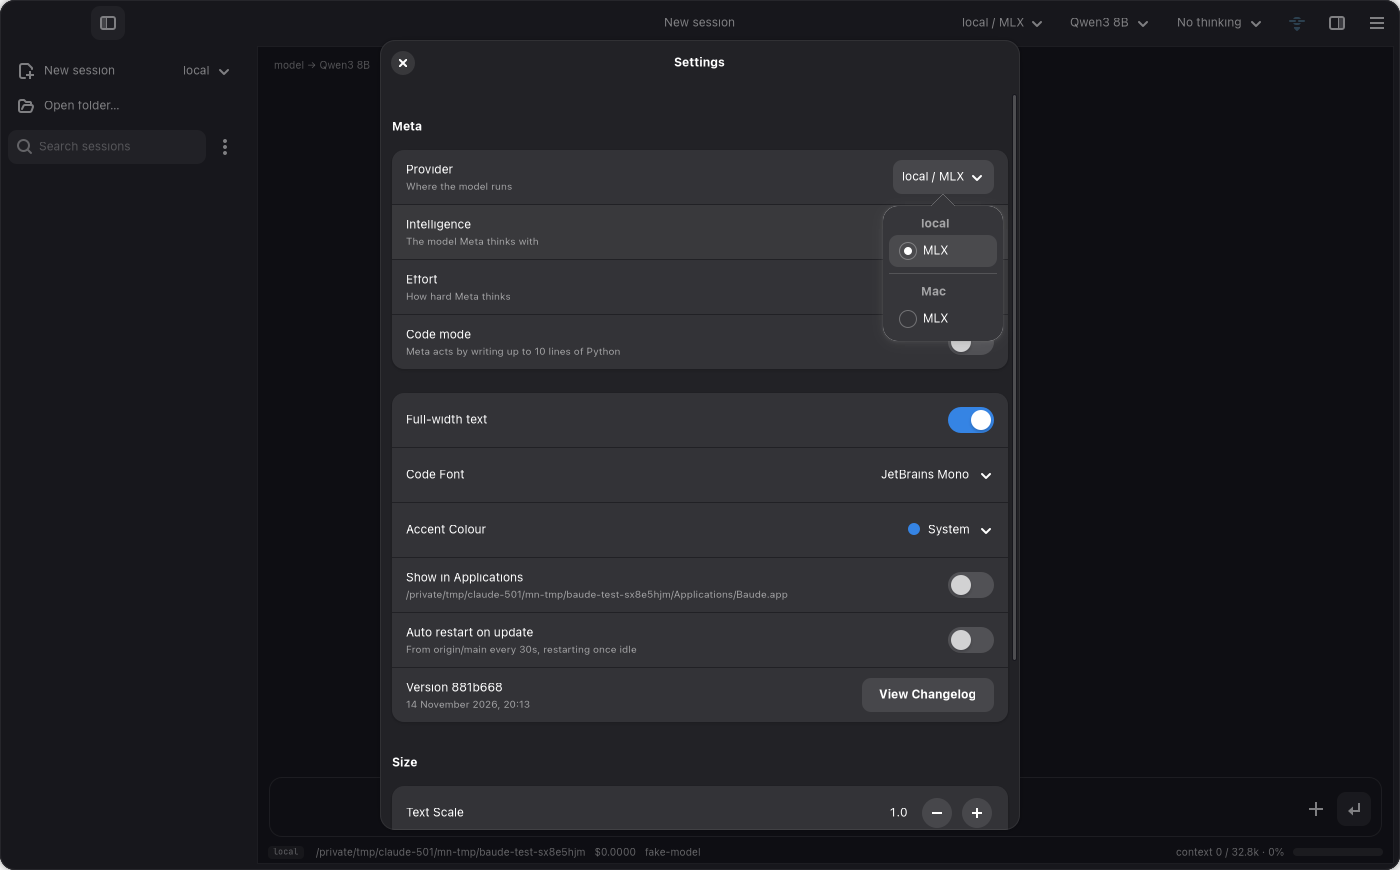 New session
local / MLX
Qwen3 8B
No thinking
New session
local
Open folder...
Search sessions
model → Qwen3 8B
Settings
Meta
Provider
Where the model runs
local / MLX
local
MLX
Mac
MLX
Intelligence
The model Meta thinks with
Effort
How hard Meta thinks
Code mode
Meta acts by writing up to 10 lines of Python
Full-width text
Code Font
JetBrains Mono
Accent Colour
System
Show in Applications
/private/tmp/claude-501/mn-tmp/baude-test-sx8e5hjm/Applications/Baude.app
Auto restart on update
From origin/main every 30s, restarting once idle
Version 881b668
14 November 2026, 20:13
View Changelog
Size
Text Scale
1.0
local
/private/tmp/claude-501/mn-tmp/baude-test-sx8e5hjm
$0.0000
fake-model
context 0 / 32.8k · 0%